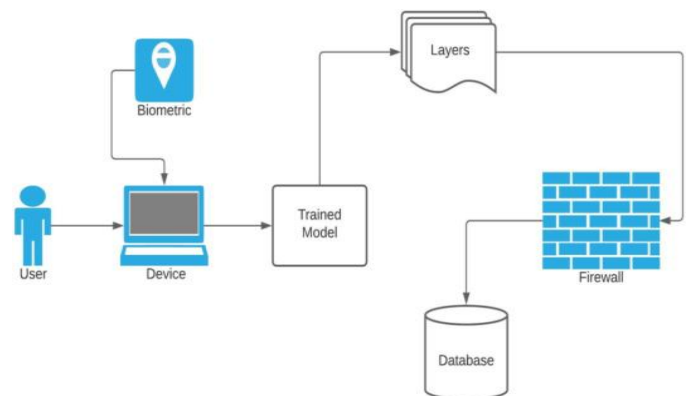 Layers
Biometric
Trained
Model
User
Device
Firewall
Database